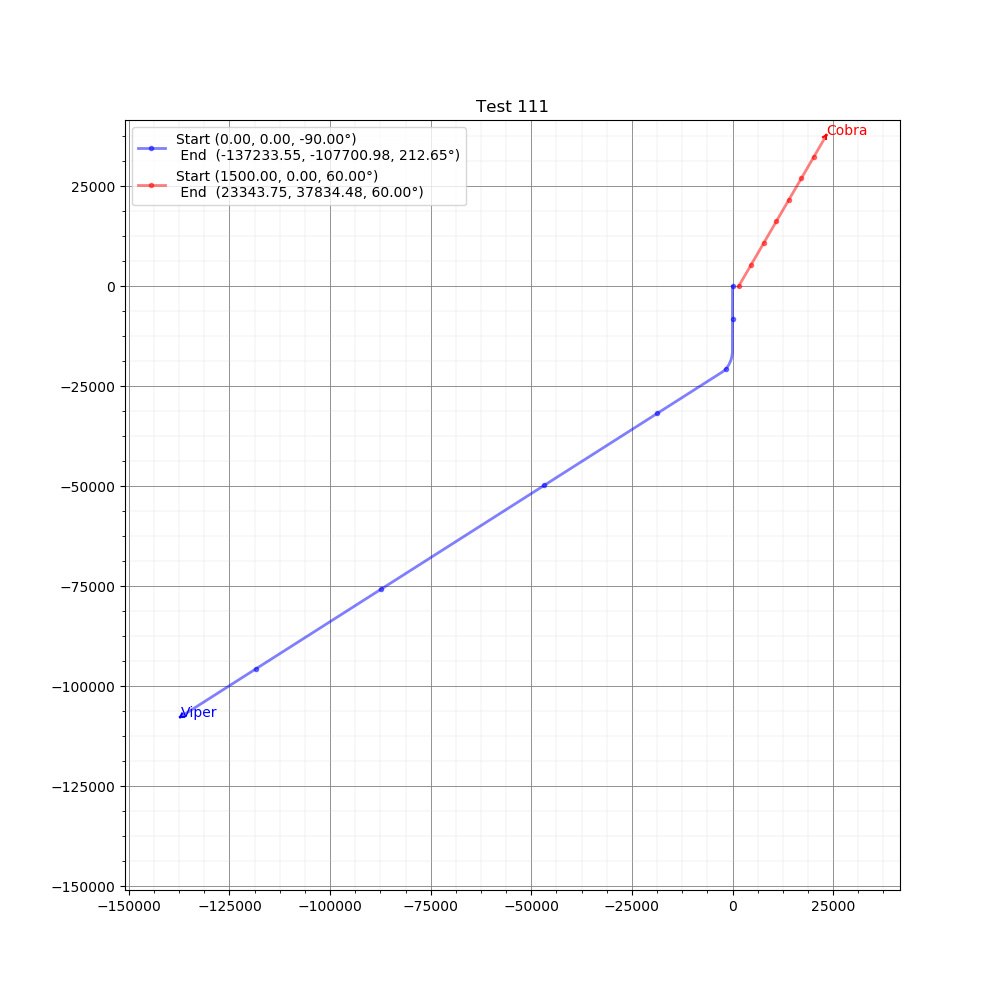 Test 111
Start (0.00, 0.00, -90.00°)
End (-137233.55, -107700.98, 212.65°)
Start (1500.00, 0.00, 60.00°)
End (23343.75, 37834.48, 60.00°)
Cobra
Viper
25000
0
−25000
−50000
−75000
−100000
−125000
−150000
−150000
−125000
−100000
−75000
−50000
−25000
0
25000